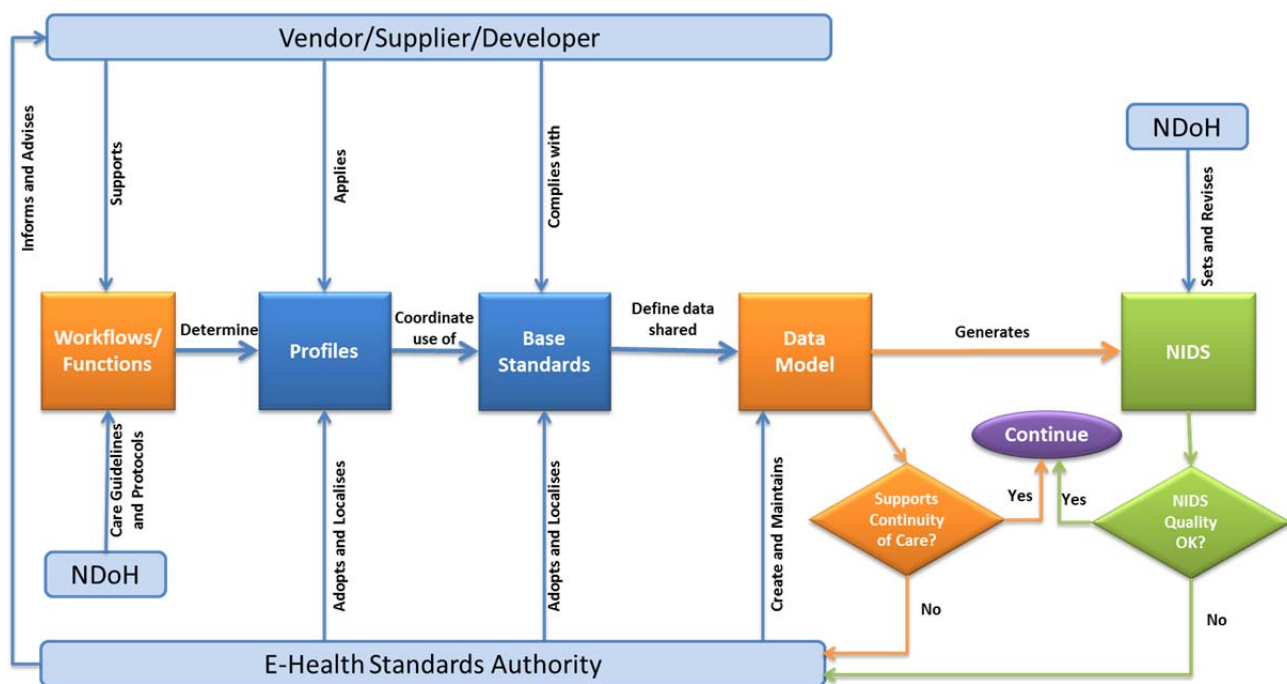 Vendor/Supplier/Developer
Informs and Advises
Supports
Applies
Complies with
NDoH
Sets and Revises
Workflows/
Functions
Determine
Profiles
Coordinate
use of
Base
Standards
Define data
shared
Data
Model
Generates
NIDS
Care Guidelines
and Protocols
NDoH
Adopts and Localises
Adopts and Localises
Create and Maintains
Continue
Supports
Continuity
of Care?
Yes
Yes
NIDS
Quality
OK?
No
No
E-Health Standards Authority